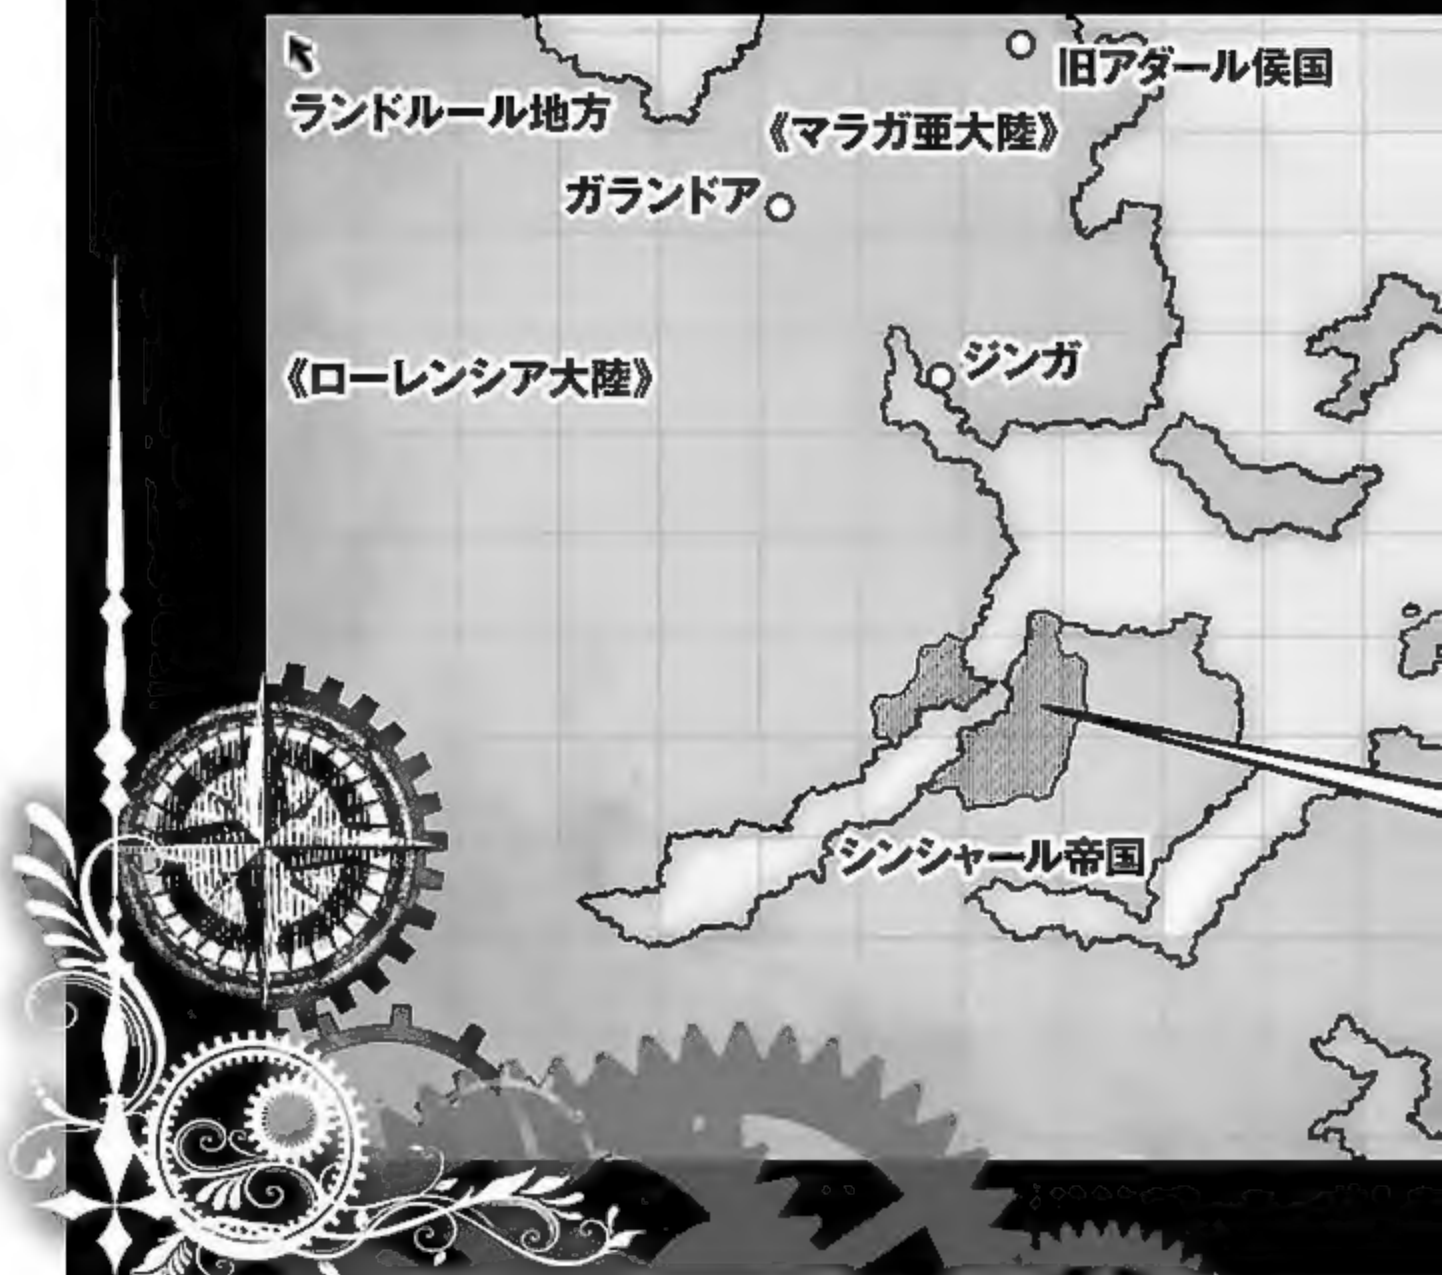 旧アダール侯国
ランドルール地方
《マラガ亜大陸》
ガランドア
ジンガ
《ローレンシア大陸》
シンシャール帝国